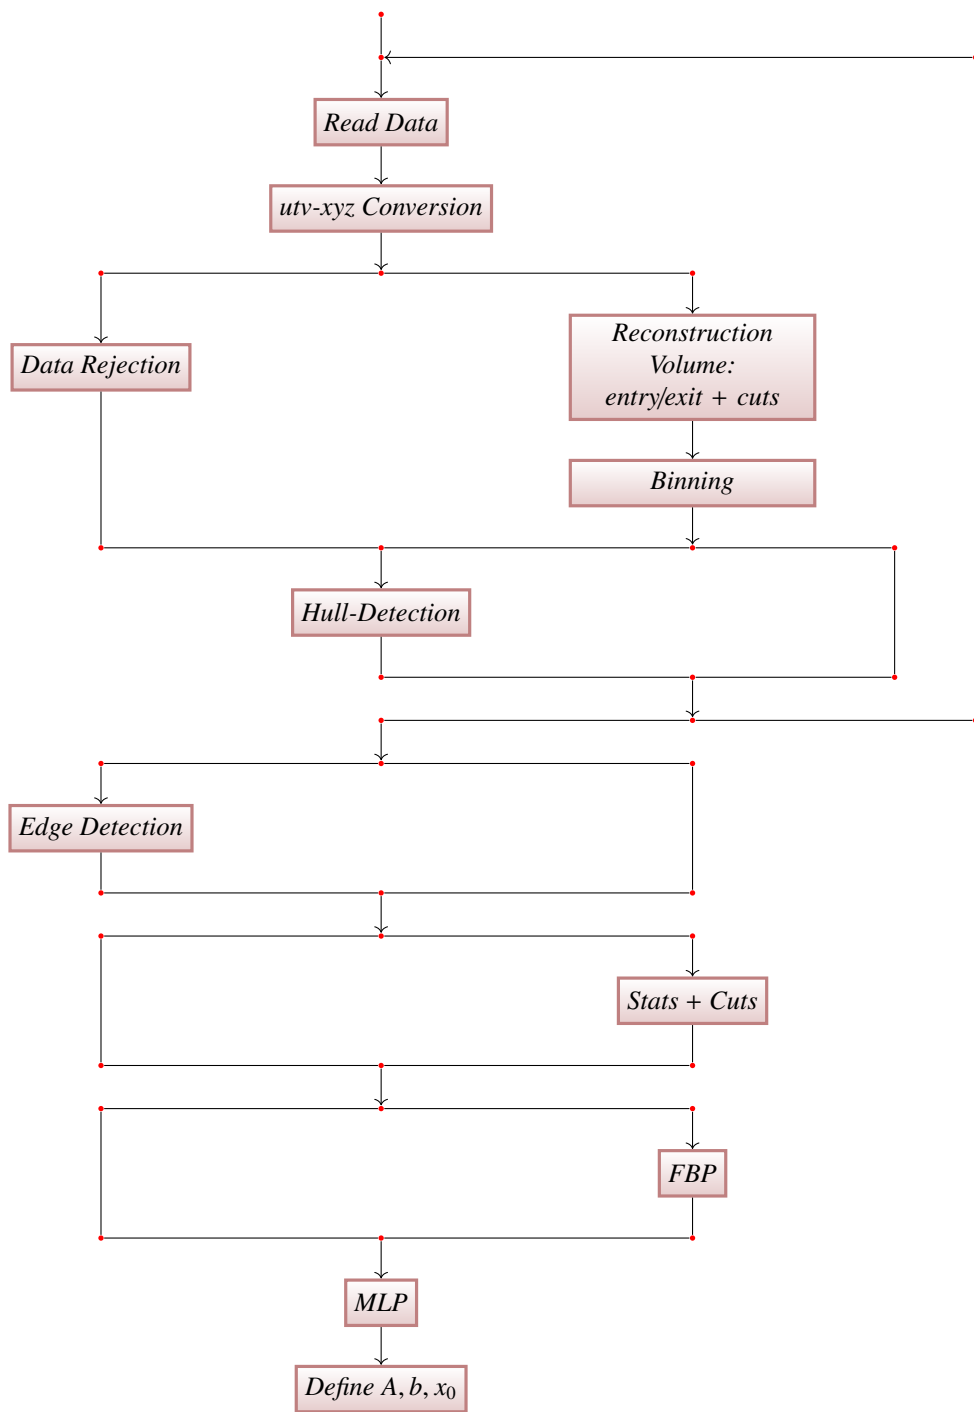 Read Data
utv-xyz Conversion
Data Rejection
Reconstruction
Volume:
entry/exit + cuts
Binning
Hull-Detection
Edge Detection
Stats + Cuts
FBP
MLP
Define A, b, x₀